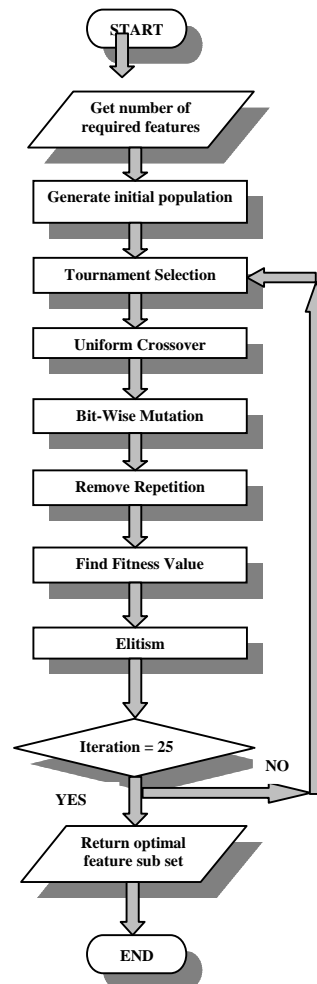 START
Get number of
required features
Generate initial population
Tournament Selection
Uniform Crossover
Bit-Wise Mutation
Remove Repetition
Find Fitness Value
Elitism
Iteration = 25
NO
YES
Return optimal
feature sub set
END